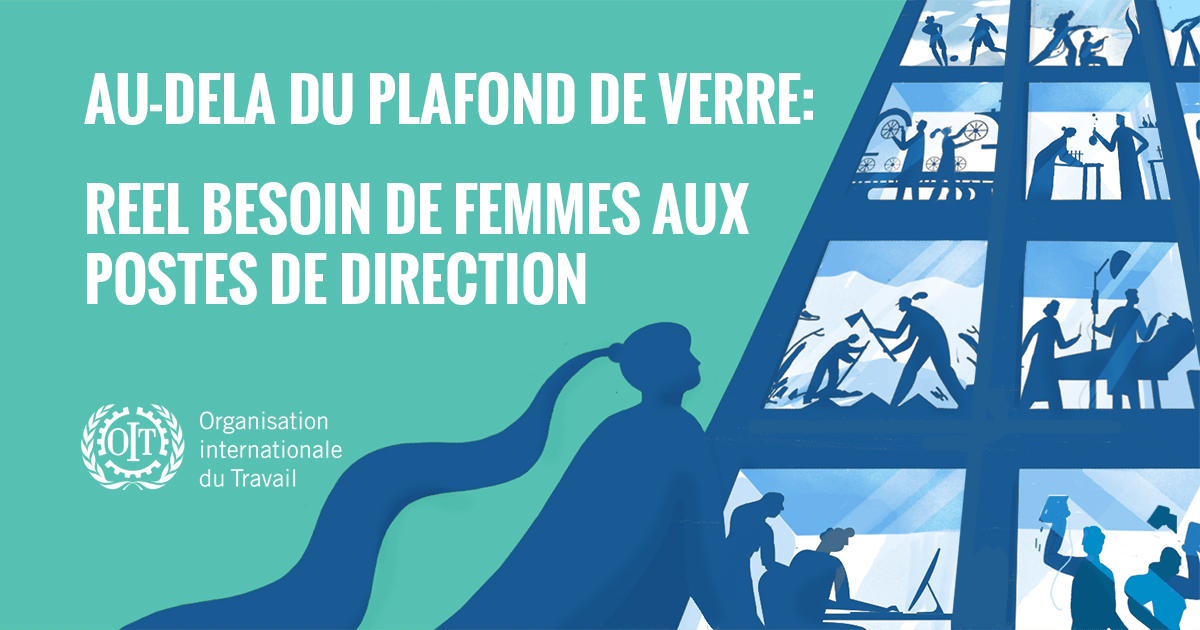 AU-DELA DU PLAFOND DE VERRE:
REEL BESOIN DE FEMMES AUX
POSTES DE DIRECTION
OIT
Organisation
internationale
du Travail